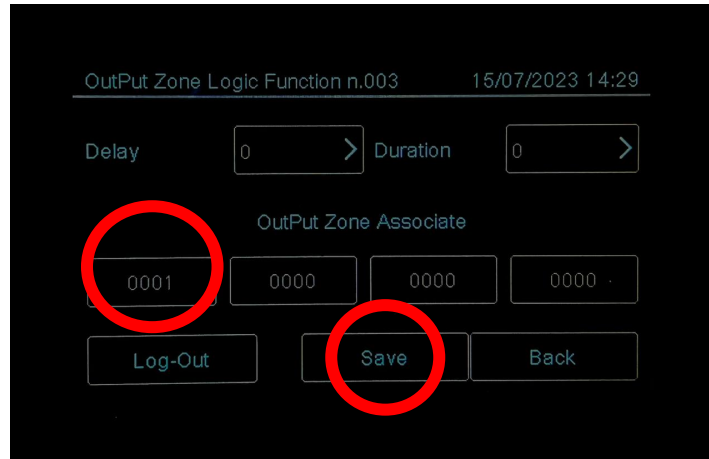 OutPut Zone Logic Function n.003 15/07/2023 14:29
Delay 0 > Duration 0 >
OutPut Zone Associate
0001 0000 0000 0000
Log-Out Save Back